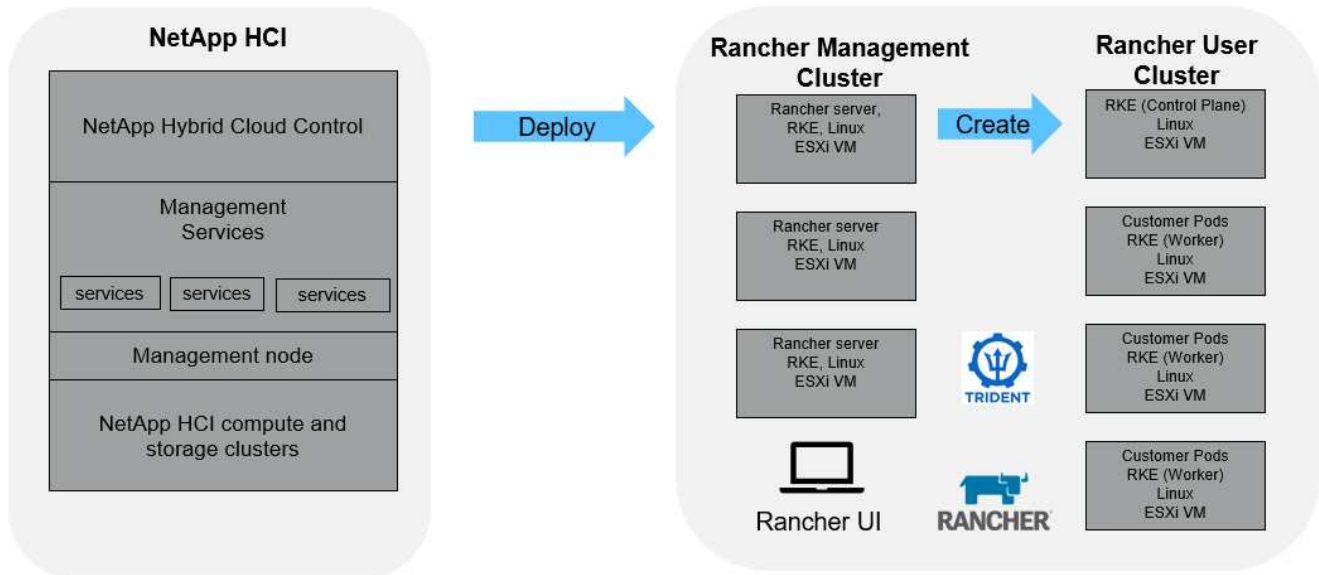 NetApp HCI
NetApp Hybrid Cloud Control
Management
Services
services
services
services
Management node
NetApp HCI compute and
storage clusters
Deploy
Rancher Management
Cluster
Rancher server,
RKE, Linux
ESXi VM
Rancher server
RKE, Linux
ESXi VM
Rancher server
RKE, Linux
ESXi VM
Rancher UI
Create
TRIDENT
RANCHER
Rancher User
Cluster
RKE (Control Plane)
Linux
ESXi VM
Customer Pods
RKE (Worker)
Linux
ESXi VM
Customer Pods
RKE (Worker)
Linux
ESXi VM
Customer Pods
RKE (Worker)
Linux
ESXi VM